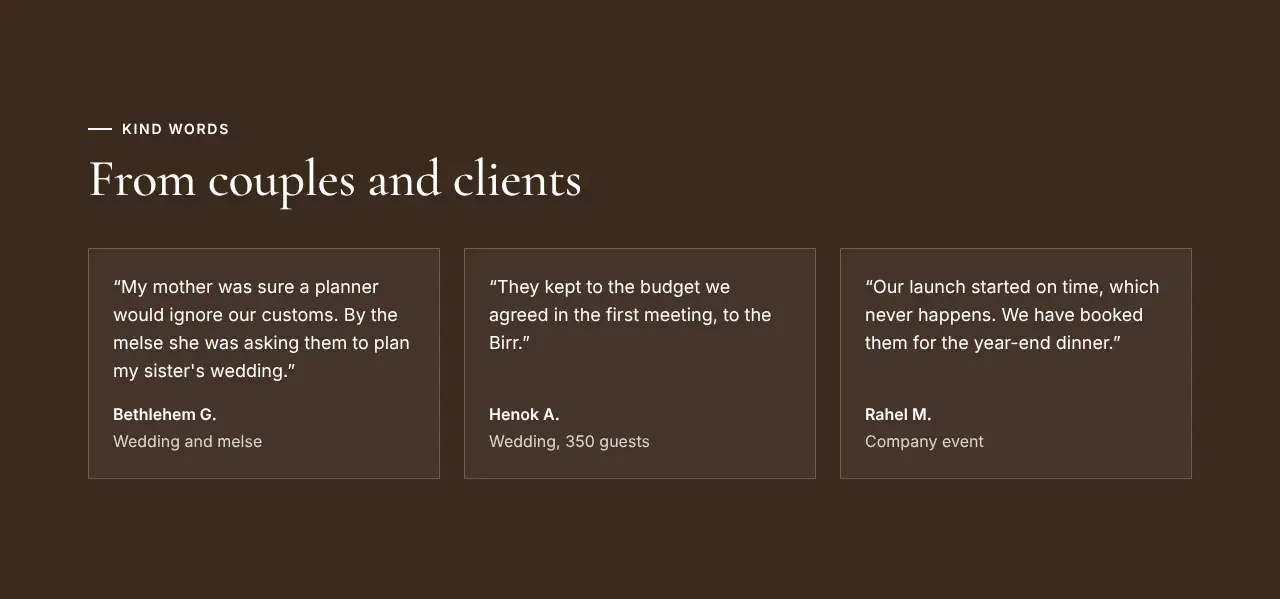 KIND WORDS
From couples and clients
“My mother was sure a planner
would ignore our customs. By the
melse she was asking them to plan
my sister's wedding.”
Bethlehem G.
Wedding and melse
“They kept to the budget we
agreed in the first meeting, to the
Birr.”
Henok A.
Wedding, 350 guests
“Our launch started on time, which
never happens. We have booked
them for the year-end dinner.”
Rahel M.
Company event